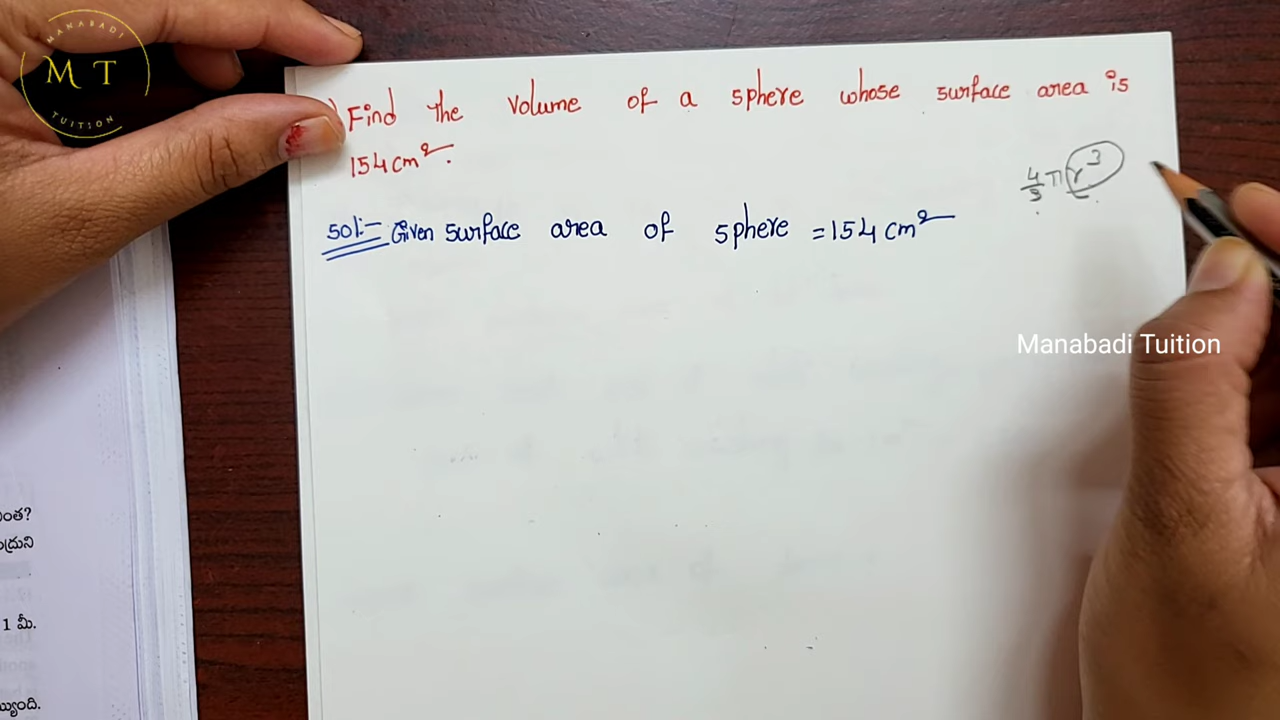 MANABADI
M T
TUITION
) Find the volume of a sphere whose surface area is
154 cm².
4/3 πr³
Sol:- Given surface area of sphere = 154 cm²
Manabadi Tuition
1 మీ.